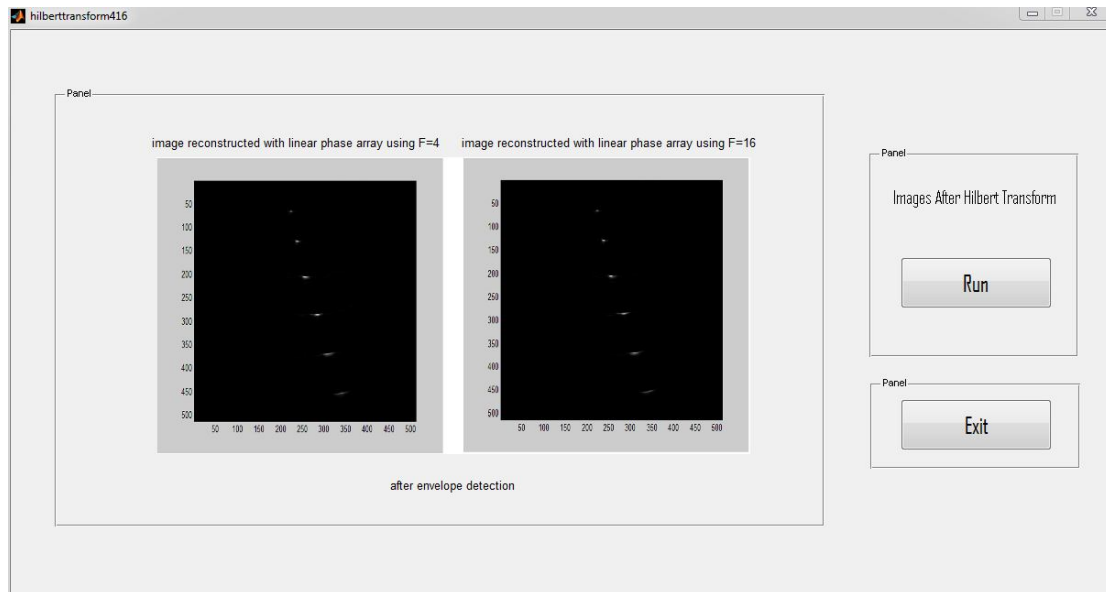 hilberttransform416
Panel
image reconstructed with linear phase array using F=4
image reconstructed with linear phase array using F=16
50
100
150
200
250
300
350
400
450
500
50 100 150 200 250 300 350 400 450 500
50
100
150
200
250
300
350
400
450
500
50 100 150 200 250 300 350 400 450 500
after envelope detection
Panel
Images After Hilbert Transform
Run
Panel
Exit